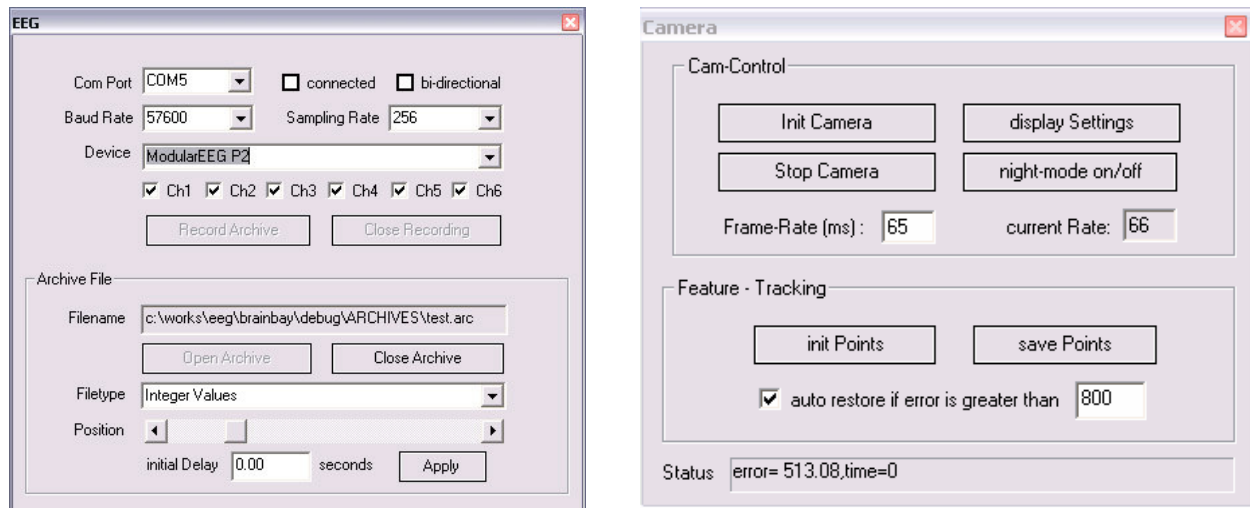 EEG
Com Port COM5 connected bi-directional
Baud Rate 57600 Sampling Rate 256
Device ModularEEG P2
Ch1 Ch2 Ch3 Ch4 Ch5 Ch6
Record Archive Close Recording
Archive File
Filename c:\works\eeg\brainbay\debug\ARCHIVES\test.arc
Open Archive Close Archive
Filetype Integer Values
Position
initial Delay 0.00 seconds Apply
Camera
Cam-Control
Init Camera display Settings
Stop Camera night-mode on/off
Frame-Rate (ms) : 65 current Rate: 66
Feature - Tracking
init Points save Points
auto restore if error is greater than 800
Status error= 513.08,time=0